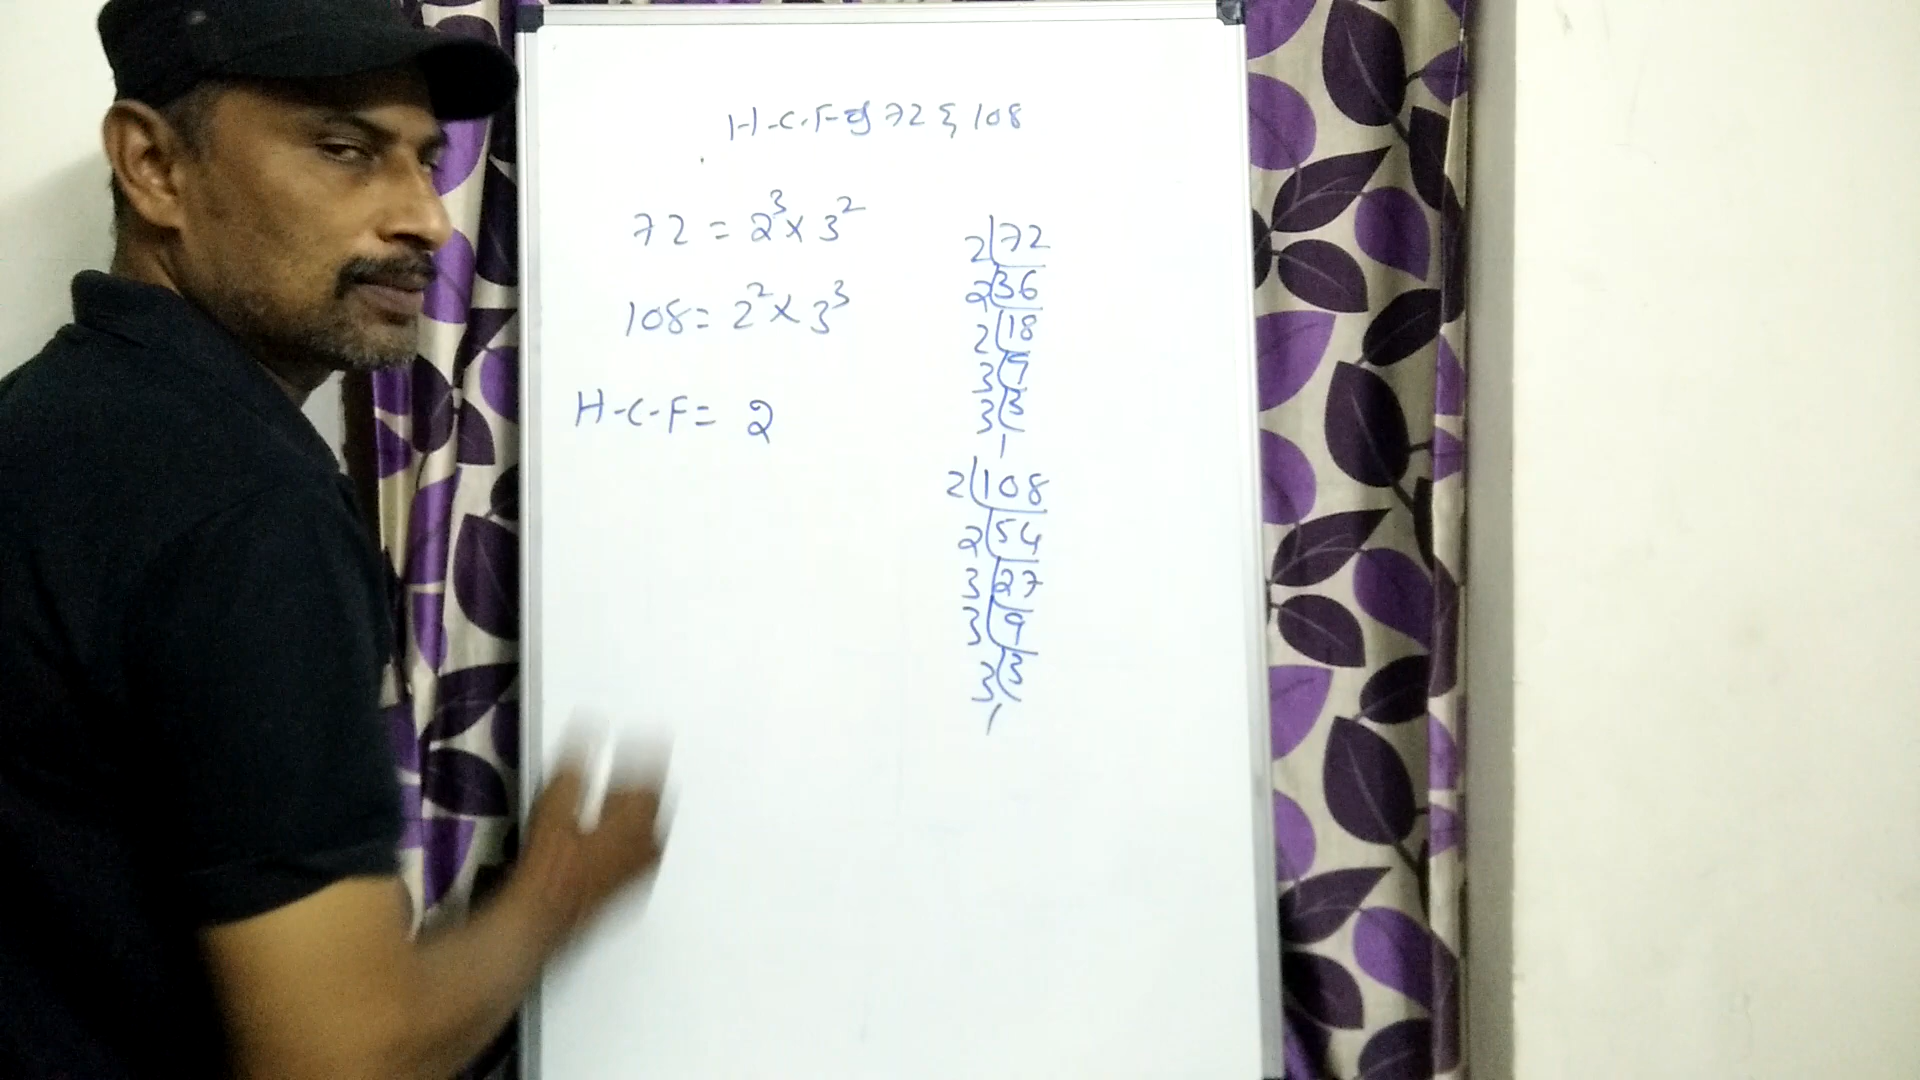 H.C.F of 72 & 108
72 = 2³ × 3²
108 = 2² × 3³
H.C.F = 2
2 | 72
2 | 36
2 | 18
3 | 9
3 | 3
1
2 | 108
2 | 54
3 | 27
3 | 9
3 | 3
1